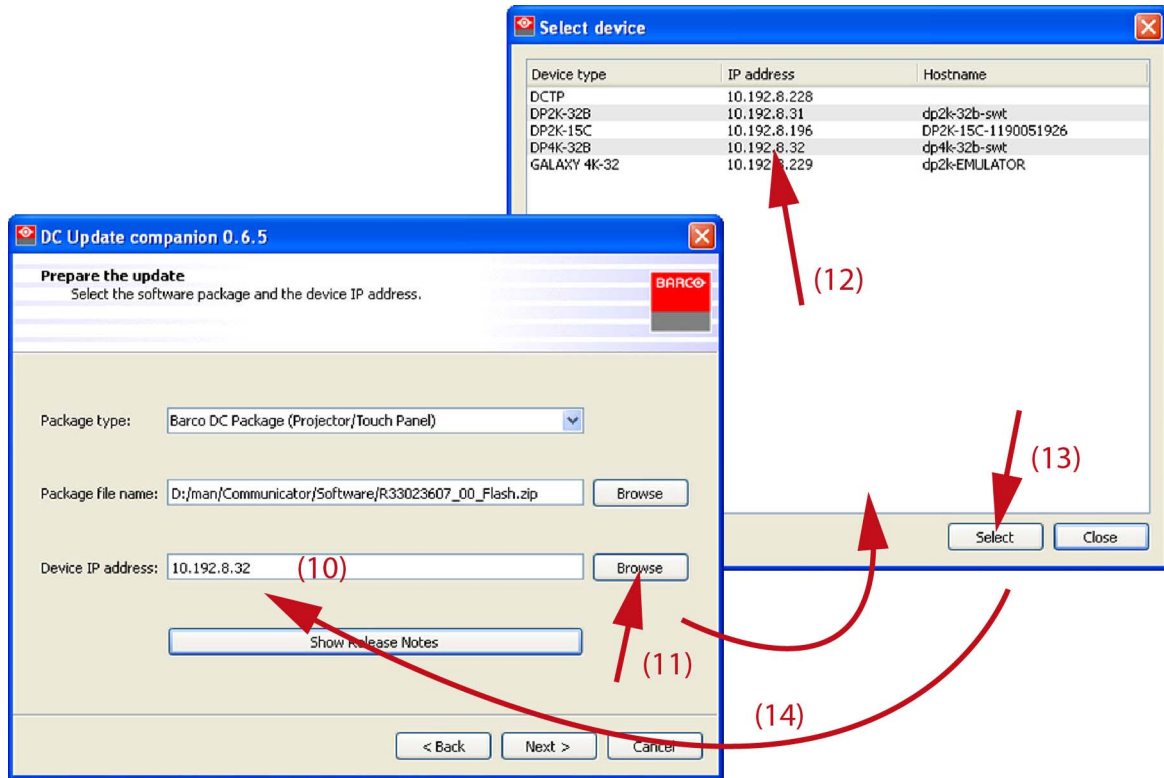 Select device
Device type IP address Hostname
DCTP 10.192.8.228
DP2K-32B 10.192.8.31 dp2k-32b-swt
DP2K-15C 10.192.8.196 DP2K-15C-1190051926
DP4K-32B 10.192.8.32 dp4k-32b-swt
GALAXY 4K-32 10.192.8.229 dp2k-EMULATOR
(12)
(13)
Select Close
DC Update companion 0.6.5
Prepare the update
Select the software package and the device IP address.
BARCO
Package type: Barco DC Package (Projector/Touch Panel)
Package file name: D:/man/Communicator/Software/R33023607_00_Flash.zip Browse
Device IP address: 10.192.8.32 (10) Browse
Show Release Notes
(11)
(14)
< Back Next > Cancel